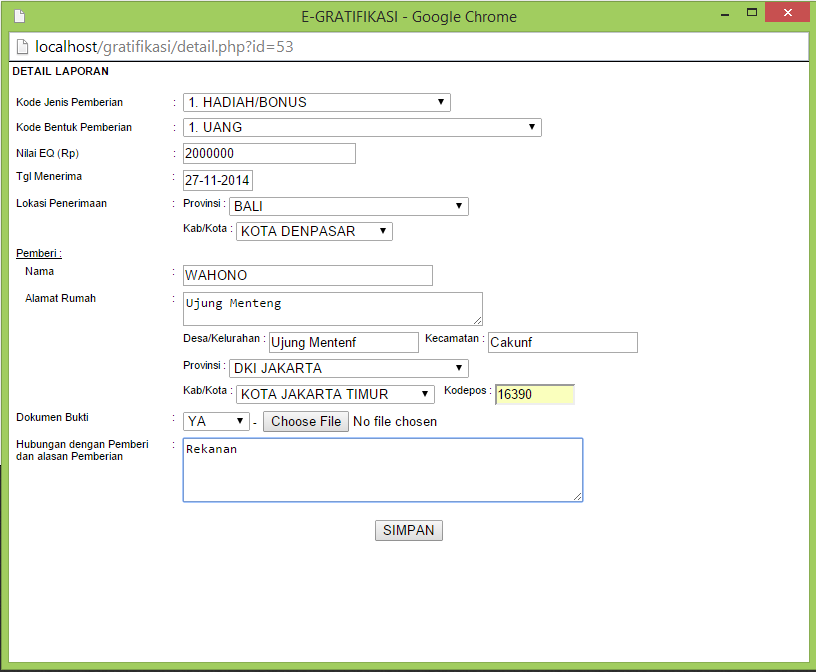 E-GRATIFIKASI - Google Chrome
localhost/gratifikasi/detail.php?id=53
DETAIL LAPORAN
Kode Jenis Pemberian : 1. HADIAH/BONUS
Kode Bentuk Pemberian : 1. UANG
Nilai EQ (Rp) : 2000000
Tgl Menerima : 27-11-2014
Lokasi Penerimaan : Provinsi : BALI
Kab/Kota : KOTA DENPASAR
Pemberi :
Nama : WAHONO
Alamat Rumah : Ujung Menteng
Desa/Kelurahan : Ujung Mentenf Kecamatan : Cakunf
Provinsi : DKI JAKARTA
Kab/Kota : KOTA JAKARTA TIMUR Kodepos : 16390
Dokumen Bukti : YA - Choose File No file chosen
Hubungan dengan Pemberi : Rekanan
dan alasan Pemberian
SIMPAN